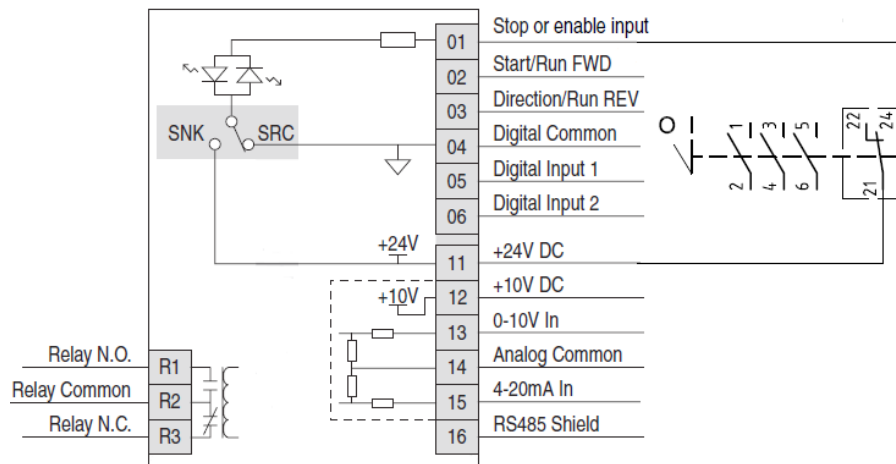 01 Stop or enable input
02 Start/Run FWD
03 Direction/Run REV
SNK SRC
04 Digital Common
05 Digital Input 1
06 Digital Input 2
+24V
11 +24V DC
+10V
12 +10V DC
13 0-10V In
14 Analog Common
15 4-20mA In
16 RS485 Shield
Relay N.O. R1
Relay Common R2
Relay N.C. R3
O
1 3 5 22 24
2 4 6 21